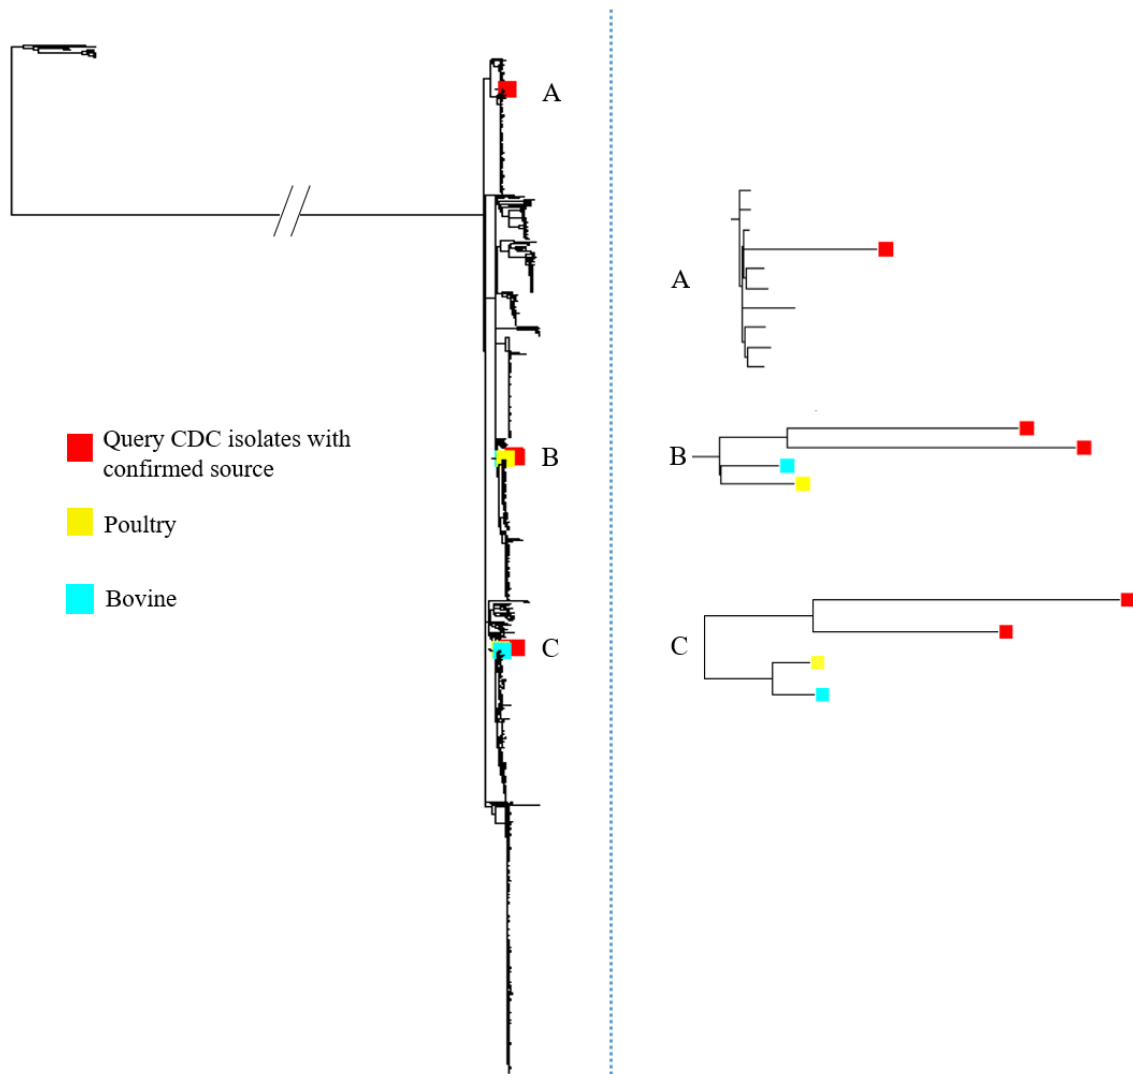 A
A
Query CDC isolates with
confirmed source
B
B
Poultry
Bovine
C
C